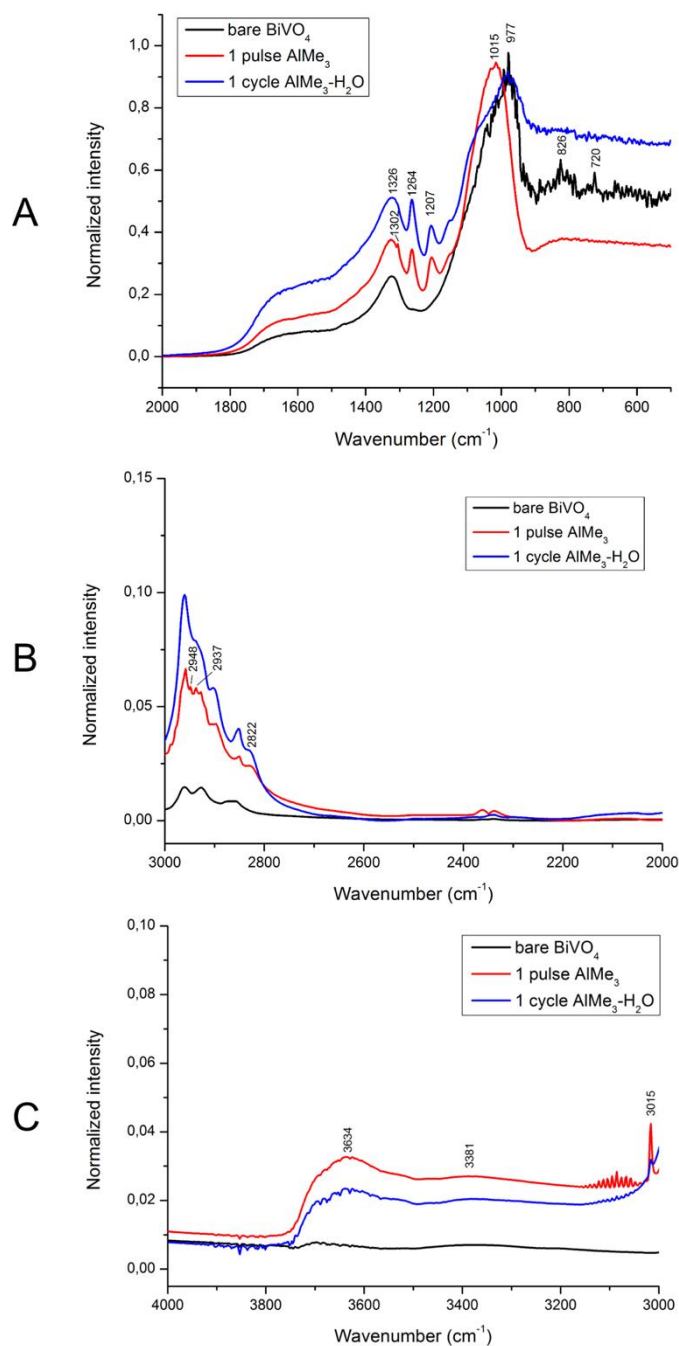 A
Normalized intensity
1,0
0,8
0,6
0,4
0,2
0,0
bare BiVO₄
1 pulse AlMe₃
1 cycle AlMe₃-H₂O
1326
1302
1264
1207
1015
977
826
720
2000 1800 1600 1400 1200 1000 800 600
Wavenumber (cm⁻¹)
B
Normalized intensity
0,15
0,10
0,05
0,00
bare BiVO₄
1 pulse AlMe₃
1 cycle AlMe₃-H₂O
2948
2937
2822
3000 2800 2600 2400 2200 2000
Wavenumber (cm⁻¹)
C
Normalized intensity
0,10
0,08
0,06
0,04
0,02
0,00
bare BiVO₄
1 pulse AlMe₃
1 cycle AlMe₃-H₂O
3634
3381
3015
4000 3800 3600 3400 3200 3000
Wavenumber (cm⁻¹)